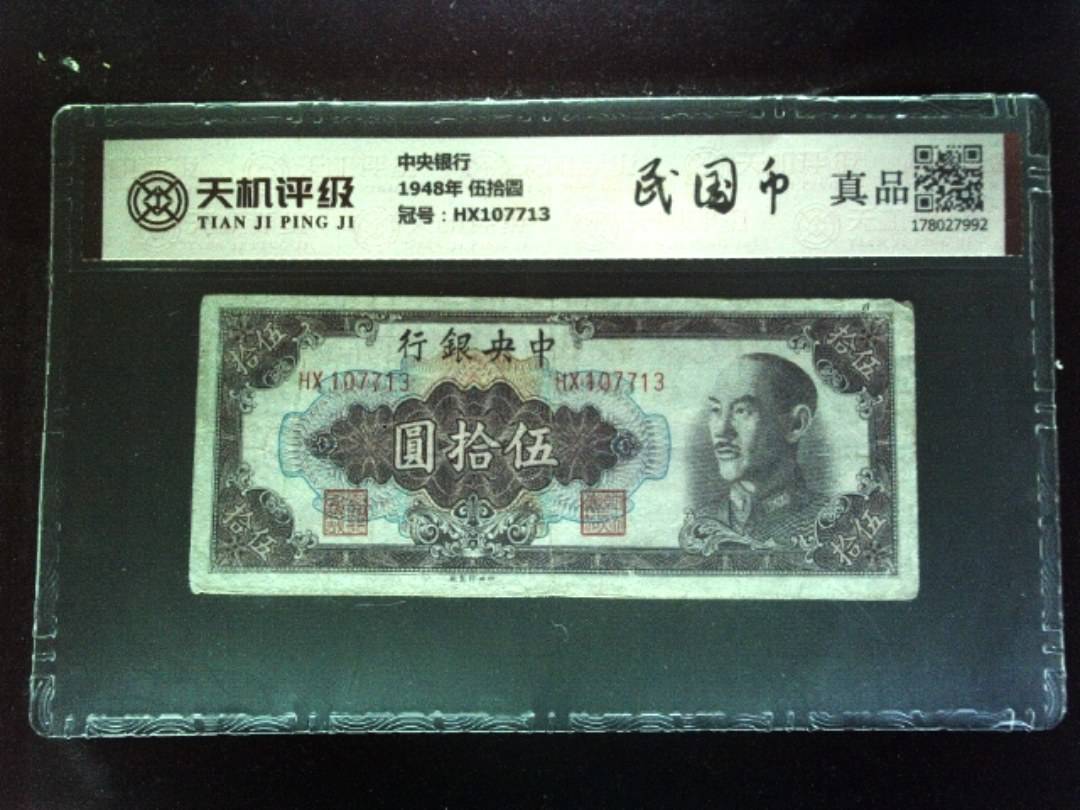 天机评级
TIAN JI PING JI
中央银行
1948年 伍拾圆
冠号：HX107713
民国币
真品
178027992
行銀央中
HX107713 HX107713
圓拾伍
拾伍
拾伍
拾伍
拾伍